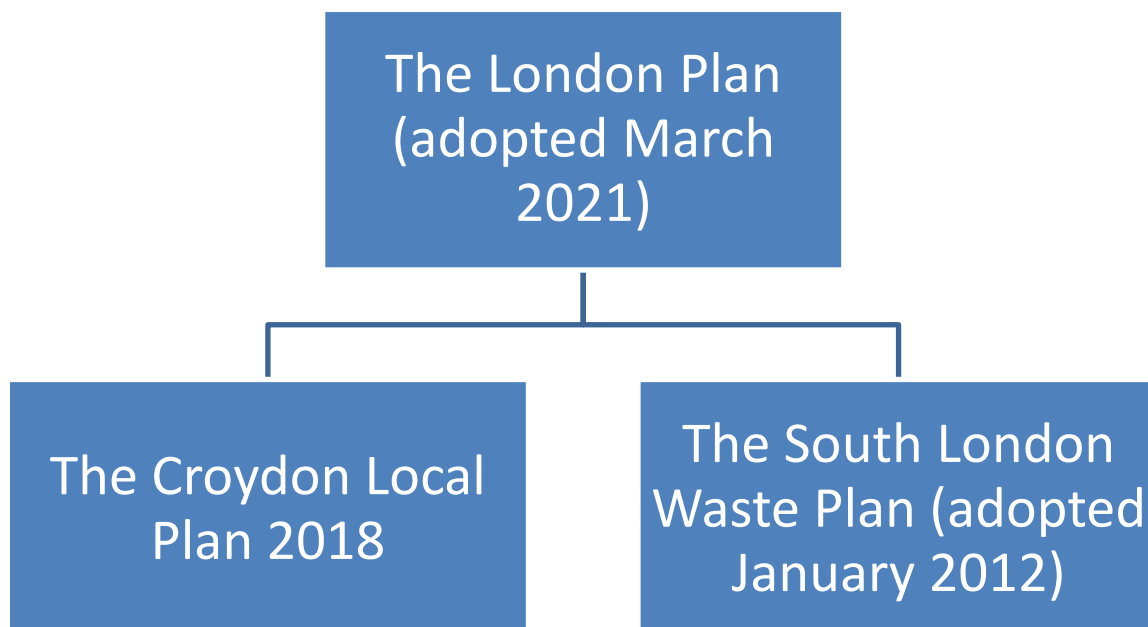 The London Plan
(adopted March
2021)
The Croydon Local
Plan 2018
The South London
Waste Plan (adopted
January 2012)